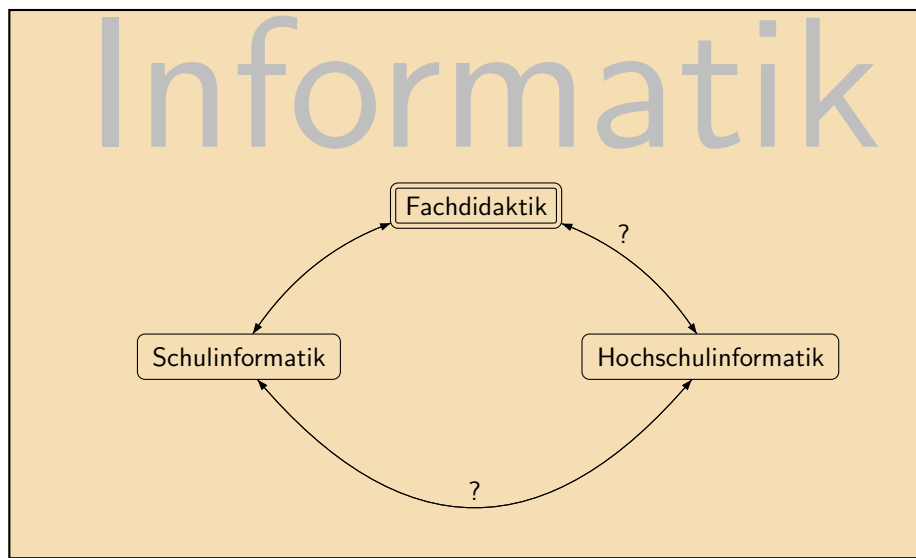 Informatik
Fachdidaktik
?
Schulinformatik
Hochschulinformatik
?